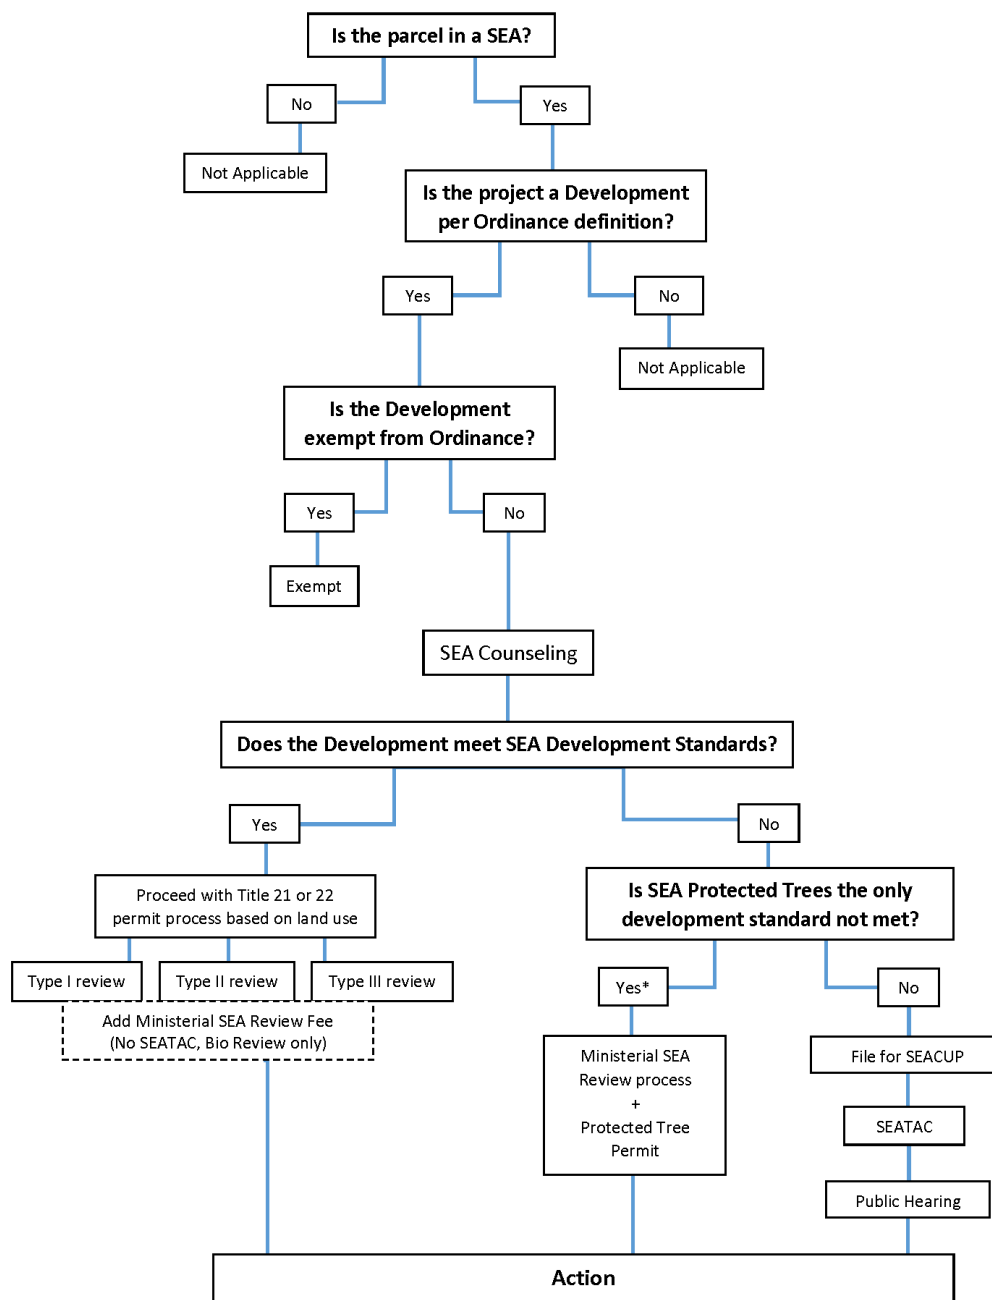 Is the parcel in a SEA?
No
Yes
Not Applicable
Is the project a Development
per Ordinance definition?
Yes
No
Not Applicable
Is the Development
exempt from Ordinance?
Yes
No
Exempt
SEA Counseling
Does the Development meet SEA Development Standards?
Yes
No
Proceed with Title 21 or 22
permit process based on land use
Is SEA Protected Trees the only
development standard not met?
Type I review
Type II review
Type III review
Yes*
No
Add Ministerial SEA Review Fee
(No SEATAC, Bio Review only)
Ministerial SEA
Review process
+
Protected Tree
Permit
File for SEACUP
SEATAC
Public Hearing
Action